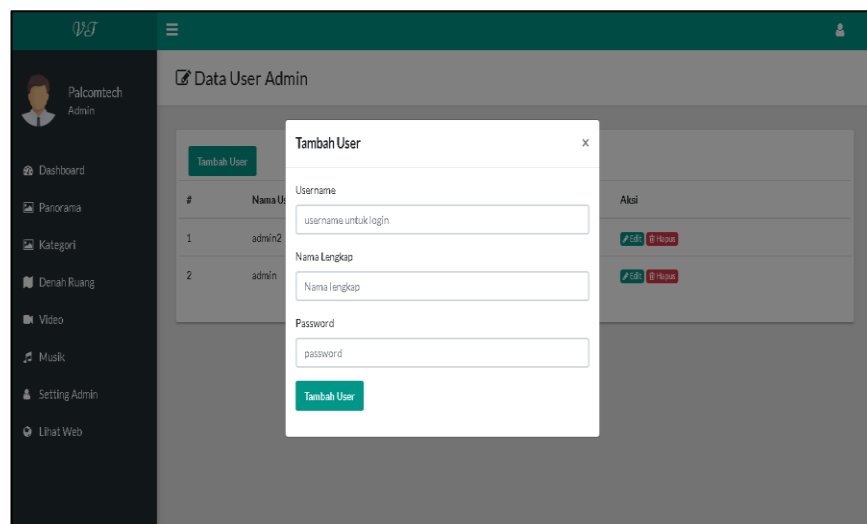 VT
Palcomtech
Admin
Dashboard
Panorama
Kategori
Denah Ruang
Video
Musik
Setting Admin
Lihat Web
Data User Admin
Tambah User
# Nama Us Aksi
1 admin2 Edit Hapus
2 admin Edit Hapus
Tambah User ×
Username
username untuk login
Nama Lengkap
Nama lengkap
Password
password
Tambah User